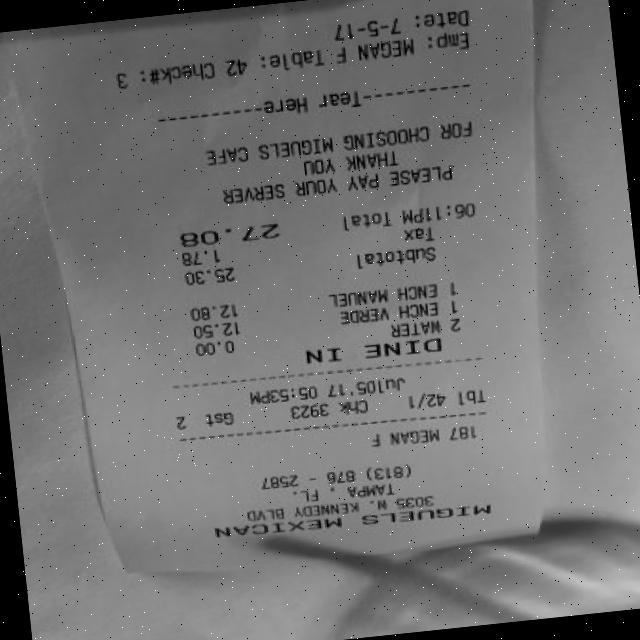 MIGUELS MEXICAN
3035 W. KENNEDY BLVD
TAMPA, FL.
(813) 876 - 2587
187 MEGAN F
Tbl 42/1 Chk 3923 Gst 2
Jul05'17 05:53PM
DINE IN
2 WATER 0.00
1 ENCH VERDE 12.50
1 ENCH MANUEL 12.80
Subtotal 25.30
Tax 1.78
06:11PM Total 27.08
PLEASE PAY YOUR SERVER
THANK YOU
FOR CHOOSING MIGUELS CAFE
-----------Tear Here-----------
Emp: MEGAN F Table: 42 Check#: 3
Date: 7-5-17